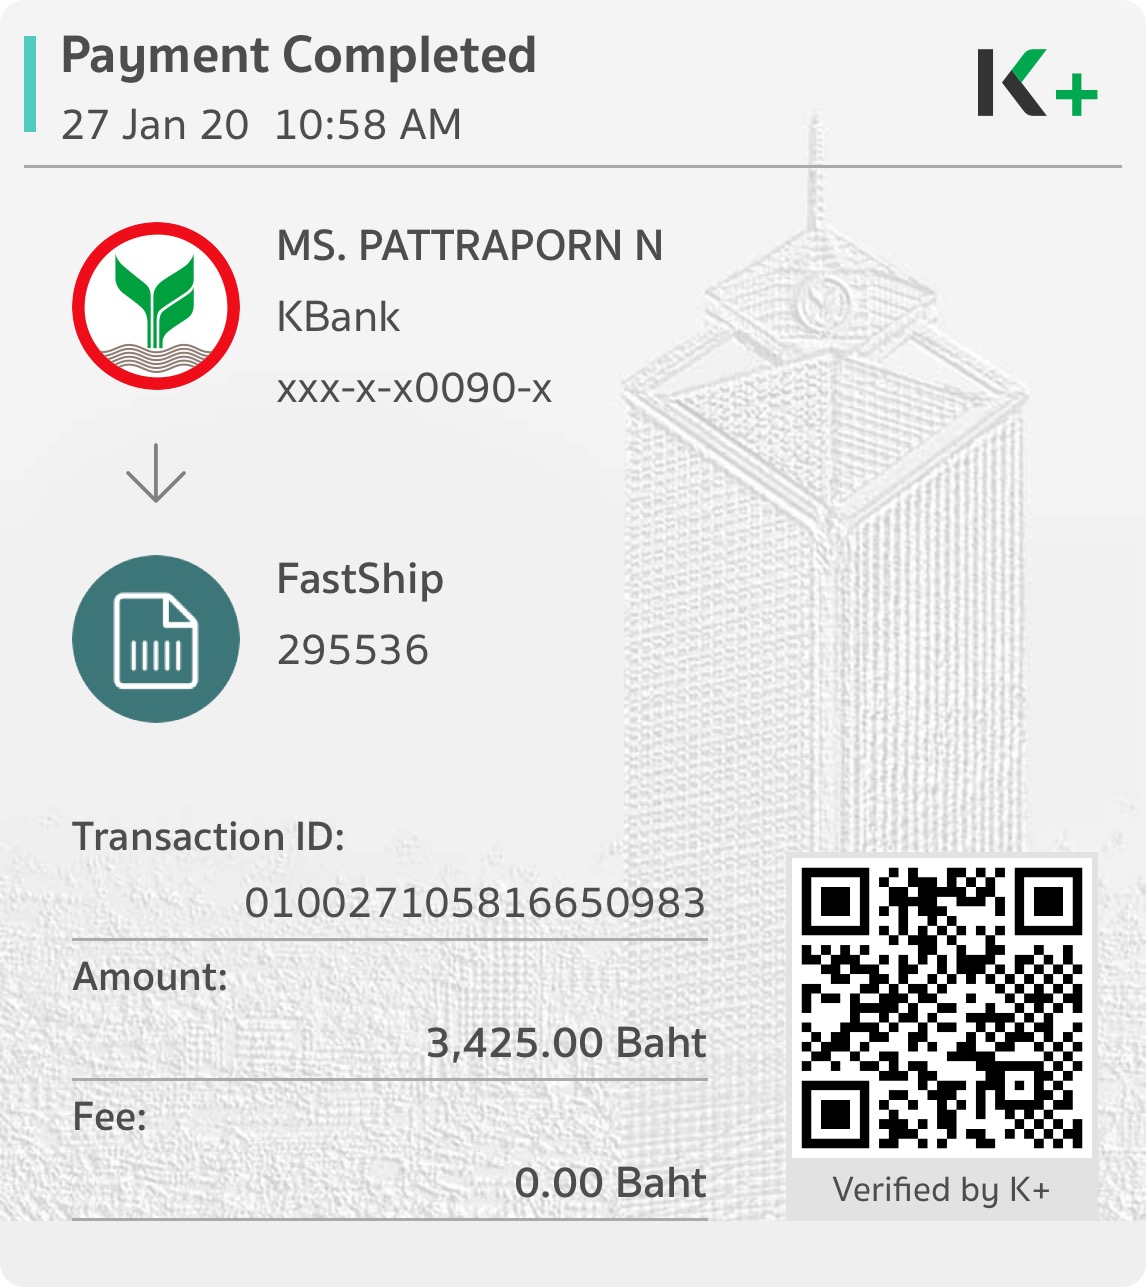 Payment Completed
27 Jan 20 10:58 AM
K+
MS. PATTRAPORN N
KBank
xxx-x-x0090-x
FastShip
295536
Transaction ID:
010027105816650983
Amount:
3,425.00 Baht
Fee:
0.00 Baht
Verified by K+